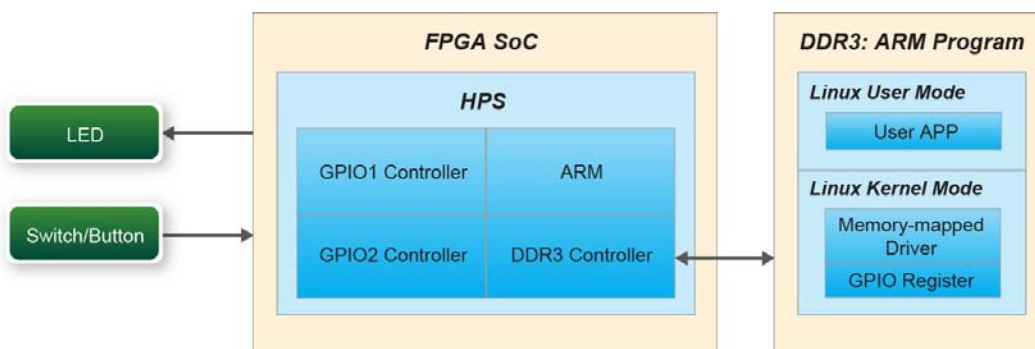 FPGA SoC
HPS
LED
Switch/Button
GPIO1 Controller
ARM
GPIO2 Controller
DDR3 Controller
DDR3: ARM Program
Linux User Mode
User APP
Linux Kernel Mode
Memory-mapped
Driver
GPIO Register